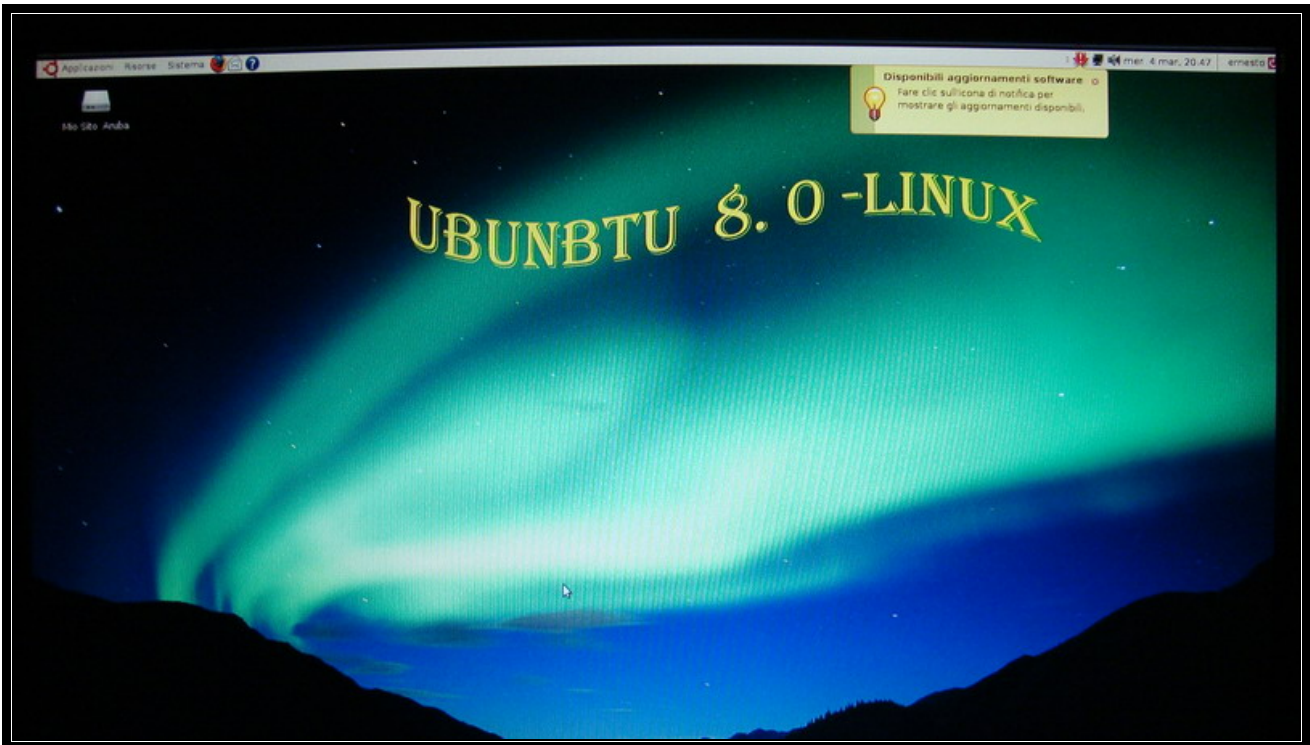 Applicazioni Risorse Sistema
mer 4 mar, 20.47 ernesto
Disponibili aggiornamenti software
Fare clic sull'icona di notifica per
mostrare gli aggiornamenti disponibili.
Mio Sito Aruba
UBUNBTU 8. 0 -LINUX